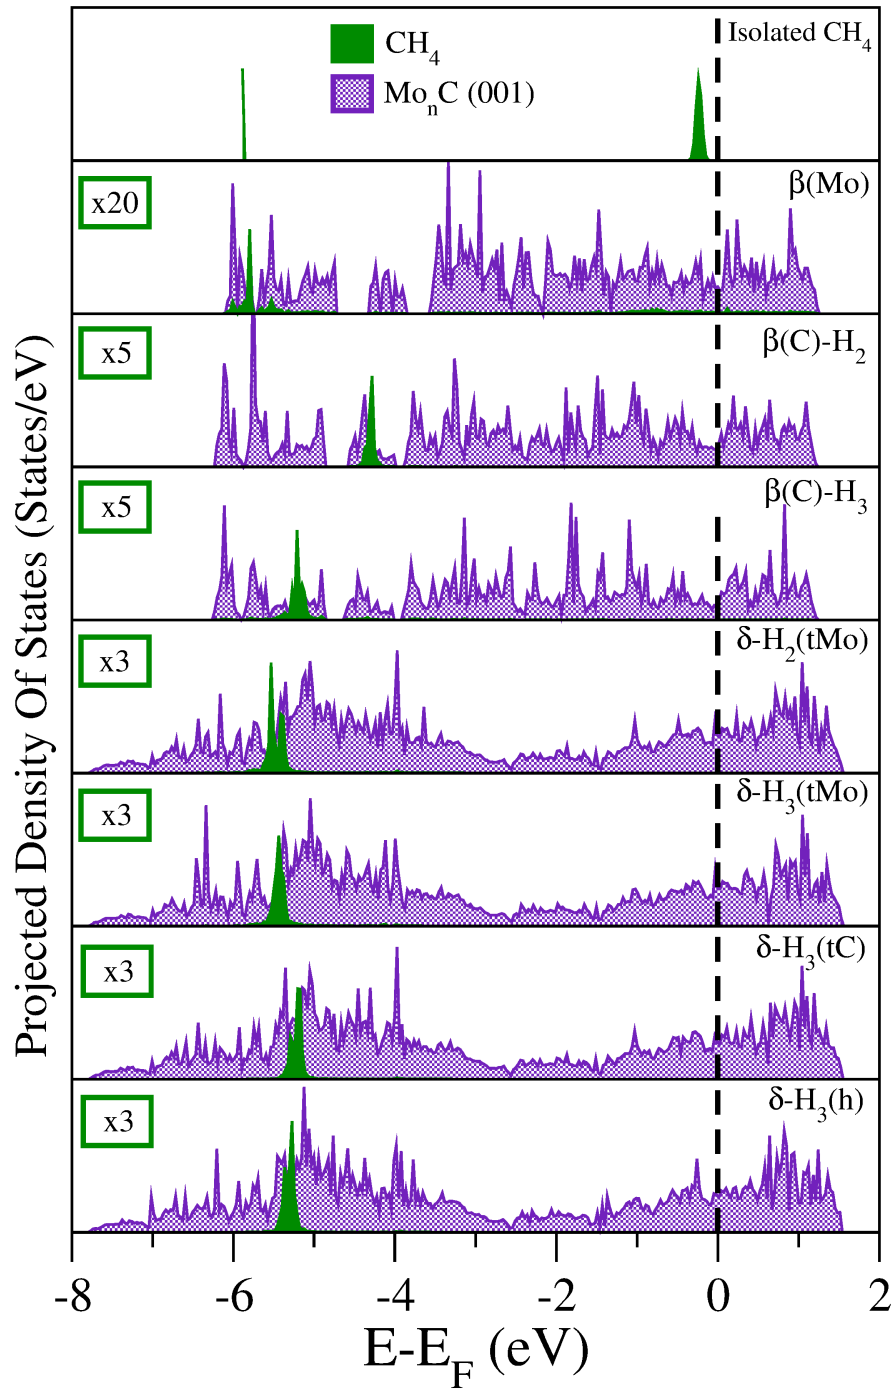 Isolated CH4
CH4
MonC (001)
β(Mo)
x20
β(C)-H2
x5
β(C)-H3
x5
δ-H2(tMo)
x3
δ-H3(tMo)
x3
δ-H3(tC)
x3
δ-H3(h)
x3
Projected Density Of States (States/eV)
-8 -6 -4 -2 0 2
E-EF (eV)